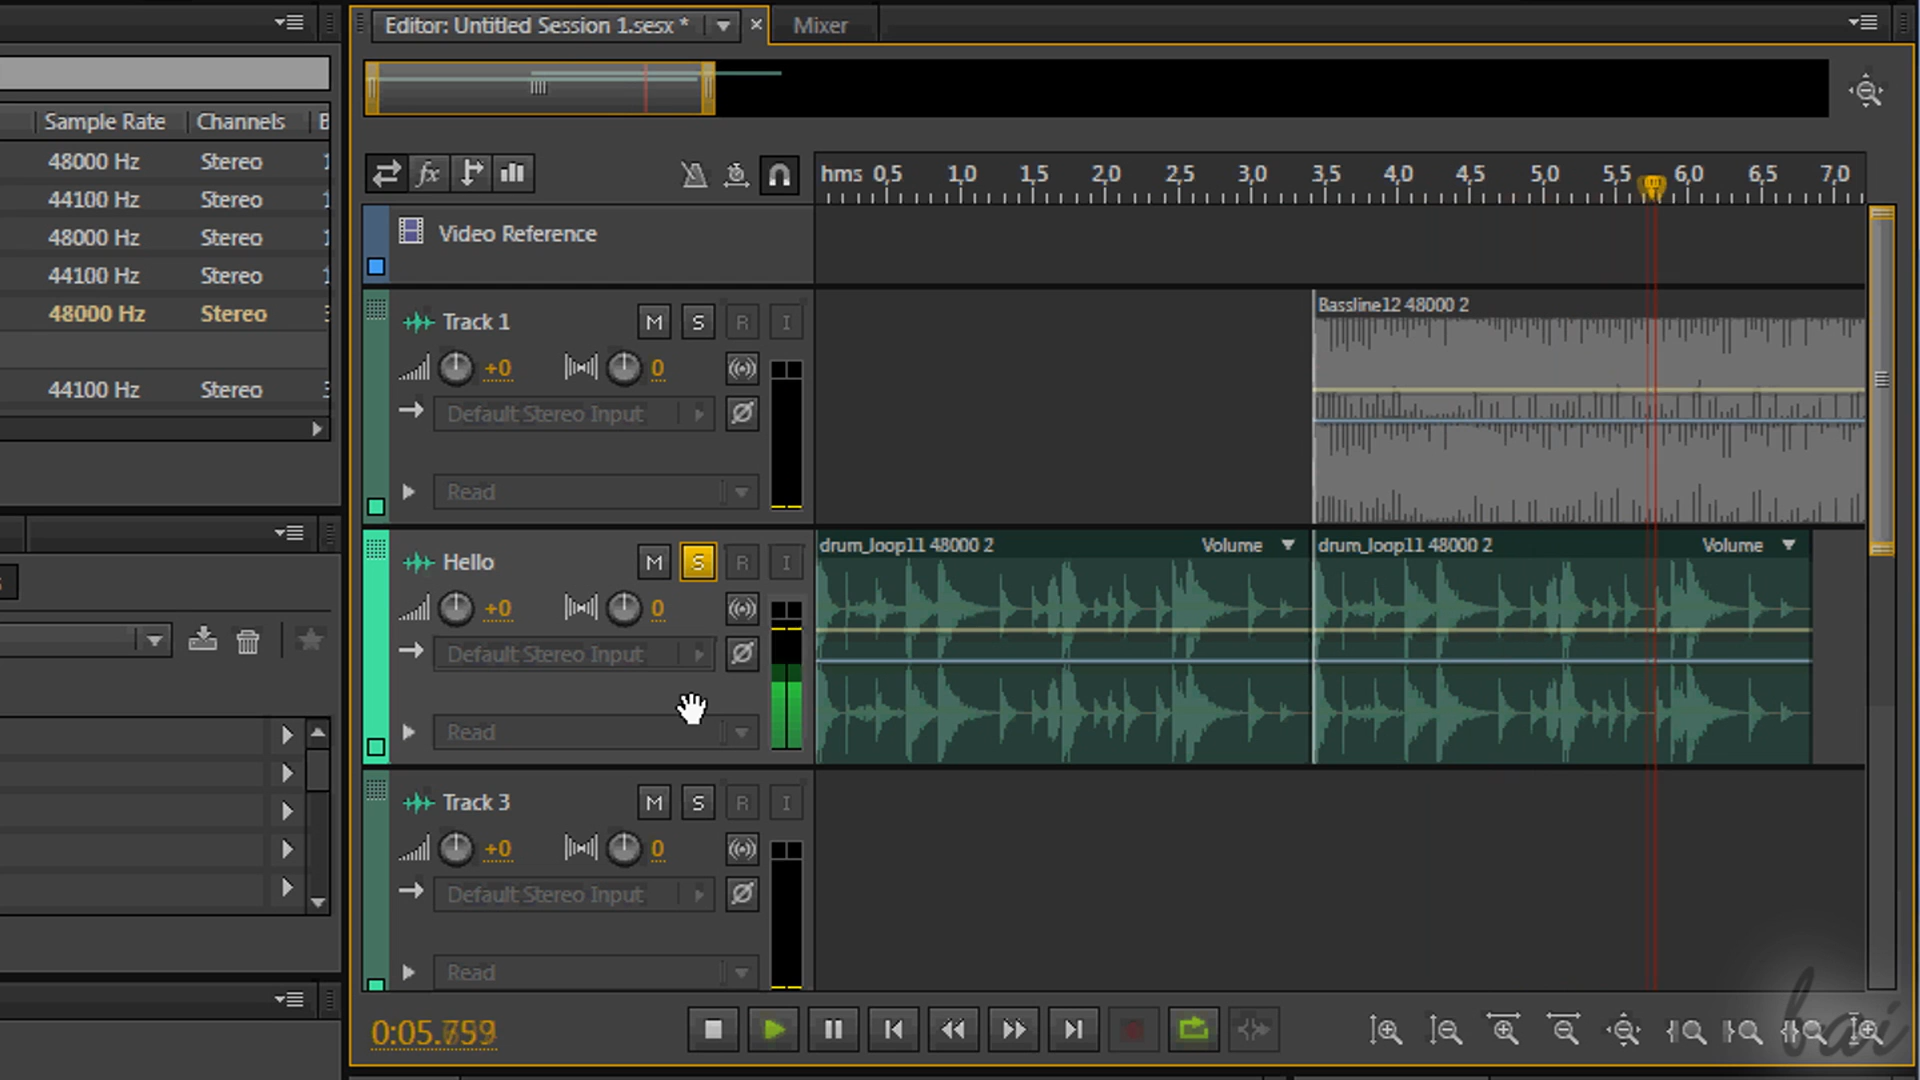 Editor: Untitled Session 1.sesx *
Mixer
Sample Rate Channels
48000 Hz Stereo
44100 Hz Stereo
48000 Hz Stereo
44100 Hz Stereo
48000 Hz Stereo
44100 Hz Stereo
fx
hms 0,5 1,0 1,5 2,0 2,5 3,0 3,5 4,0 4,5 5,0 5,5 6,0 6,5 7,0
Video Reference
Track 1 M S R I
+0 0
Default Stereo Input
Read
Bassline12 48000 2
Hello M S R I
+0 0
Default Stereo Input
Read
drum_loop11 48000 2 Volume
drum_loop11 48000 2 Volume
Track 3 M S R I
+0 0
Default Stereo Input
Read
0:05.759
bai